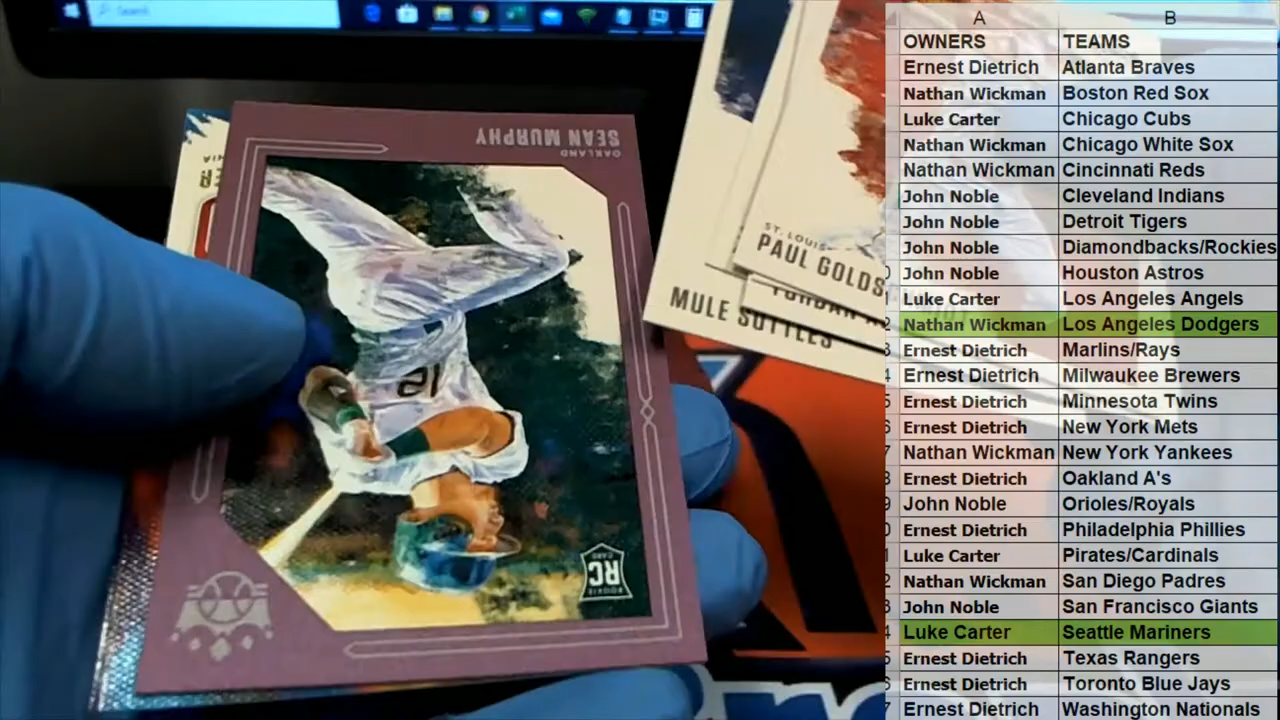 Search
OAKLAND
SEAN MURPHY
12
ROOKIE
RC
CARD
ST. LOUIS
PAUL GOLDS
MULE SUTTLES
A B
OWNERS TEAMS
Ernest Dietrich Atlanta Braves
Nathan Wickman Boston Red Sox
Luke Carter Chicago Cubs
Nathan Wickman Chicago White Sox
Nathan Wickman Cincinnati Reds
John Noble Cleveland Indians
John Noble Detroit Tigers
John Noble Diamondbacks/Rockies
John Noble Houston Astros
Luke Carter Los Angeles Angels
Nathan Wickman Los Angeles Dodgers
Ernest Dietrich Marlins/Rays
Ernest Dietrich Milwaukee Brewers
Ernest Dietrich Minnesota Twins
Ernest Dietrich New York Mets
Nathan Wickman New York Yankees
Ernest Dietrich Oakland A's
John Noble Orioles/Royals
Ernest Dietrich Philadelphia Phillies
Luke Carter Pirates/Cardinals
Nathan Wickman San Diego Padres
John Noble San Francisco Giants
Luke Carter Seattle Mariners
Ernest Dietrich Texas Rangers
Ernest Dietrich Toronto Blue Jays
Ernest Dietrich Washington Nationals